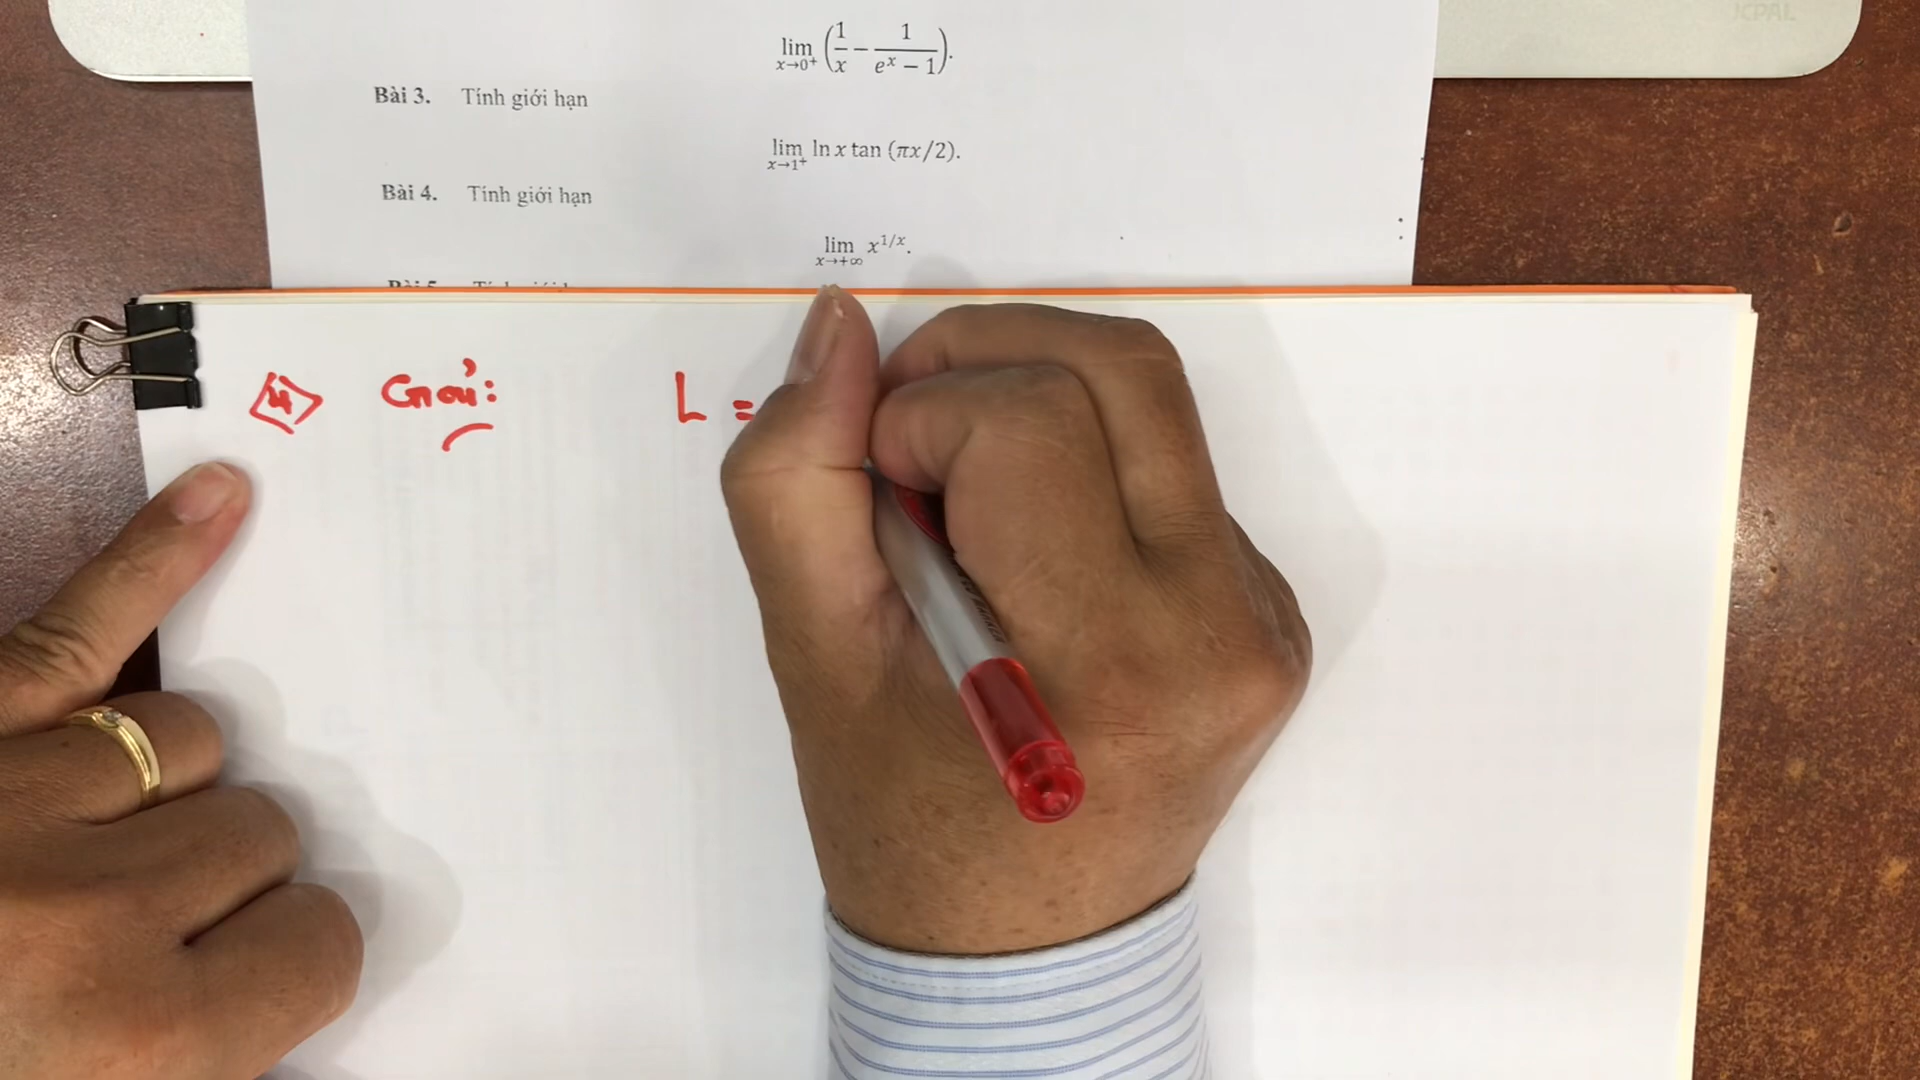 JCPAL
lim x→0⁺ (1/x − 1/(eˣ − 1)).
Bài 3. Tính giới hạn
lim x→1⁺ ln x tan (πx/2).
Bài 4. Tính giới hạn
lim x→+∞ x^{1/x}.
4 Giải: L =